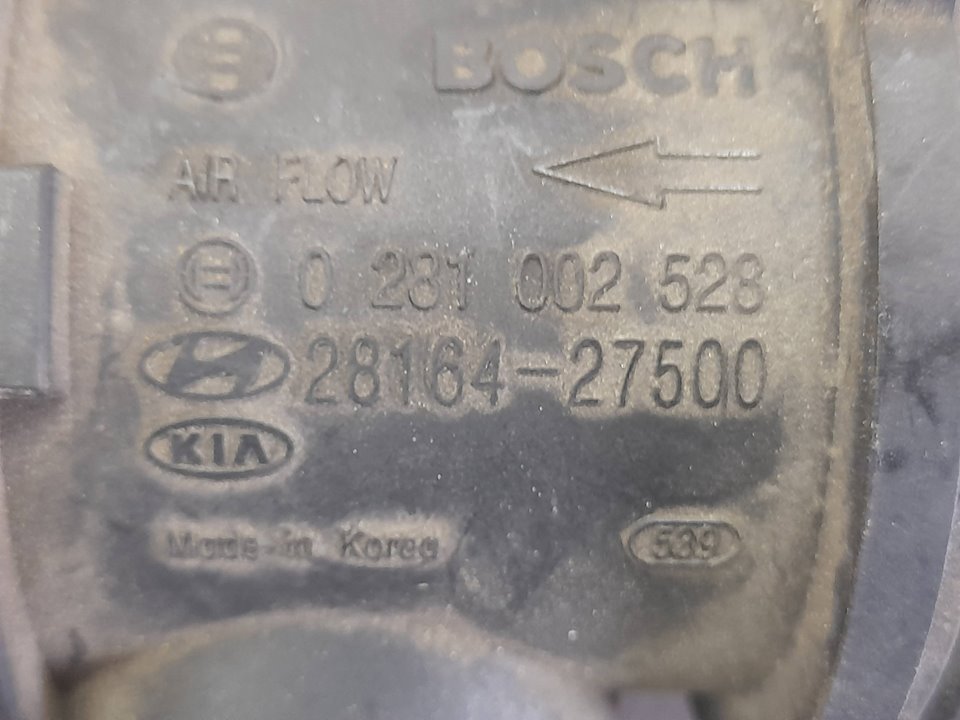 BOSCH
AIR FLOW
0 281 002 528
28164-27500
KIA
Made-in Korea 539